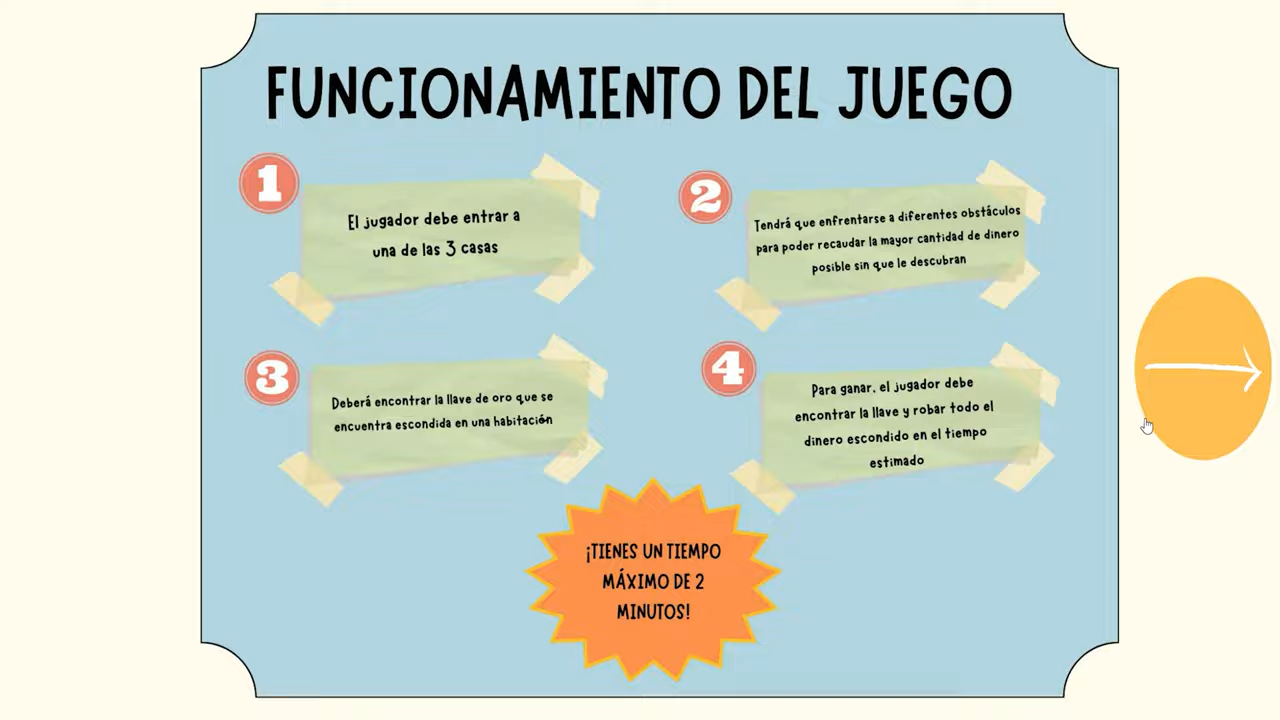 FUNCIONAMIENTO DEL JUEGO
1
El jugador debe entrar a
una de las 3 casas
2
Tendrá que enfrentarse a diferentes obstáculos
para poder recaudar la mayor cantidad de dinero
posible sin que le descubran
3
Deberá encontrar la llave de oro que se
encuentra escondida en una habitación
4
Para ganar, el jugador debe
encontrar la llave y robar todo el
dinero escondido en el tiempo
estimado
¡TIENES UN TIEMPO
MÁXIMO DE 2
MINUTOS!